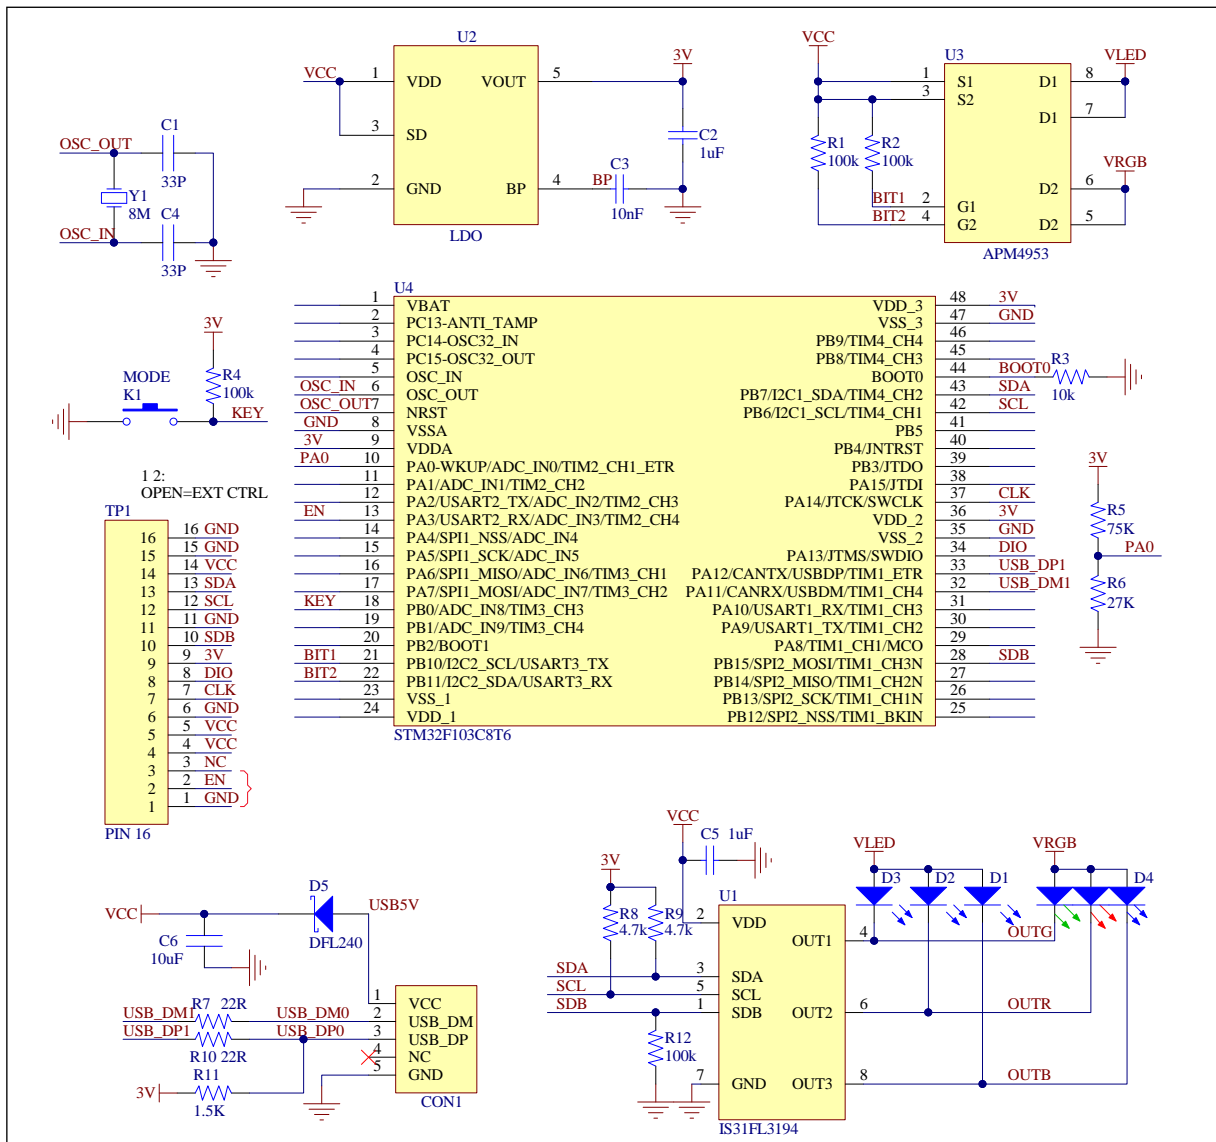 OSC_OUT
C1
33P
Y1
8M
C4
OSC_IN
33P
U2
VCC
1 VDD VOUT 5
3 SD
2 GND BP 4
LDO
3V
C2
1uF
C3
BP
10nF
VCC
U3
VLED
1 S1 D1 8
3 S2
D1 7
R1
100k
R2
100k
VRGB
D2 6
BIT1 2 G1
BIT2 4 G2 D2 5
APM4953
3V
R4
100k
MODE
K1
KEY
U4
1 VBAT VDD_3 48 3V
2 PC13-ANTI_TAMP VSS_3 47 GND
3 PC14-OSC32_IN PB9/TIM4_CH4 46
4 PC15-OSC32_OUT PB8/TIM4_CH3 45
5 OSC_IN BOOT0 44 BOOT0
OSC_IN 6 OSC_OUT PB7/I2C1_SDA/TIM4_CH2 43 SDA
OSC_OUT 7 NRST PB6/I2C1_SCL/TIM4_CH1 42 SCL
GND 8 VSSA PB5 41
3V 9 VDDA PB4/JNTRST 40
PA0 10 PA0-WKUP/ADC_IN0/TIM2_CH1_ETR PB3/JTDO 39
11 PA1/ADC_IN1/TIM2_CH2 PA15/JTDI 38
12 PA2/USART2_TX/ADC_IN2/TIM2_CH3 PA14/JTCK/SWCLK 37 CLK
EN 13 PA3/USART2_RX/ADC_IN3/TIM2_CH4 VDD_2 36 3V
14 PA4/SPI1_NSS/ADC_IN4 VSS_2 35 GND
15 PA5/SPI1_SCK/ADC_IN5 PA13/JTMS/SWDIO 34 DIO
16 PA6/SPI1_MISO/ADC_IN6/TIM3_CH1 PA12/CANTX/USBDP/TIM1_ETR 33 USB_DP1
17 PA7/SPI1_MOSI/ADC_IN7/TIM3_CH2 PA11/CANRX/USBDM/TIM1_CH4 32 USB_DM1
KEY 18 PB0/ADC_IN8/TIM3_CH3 PA10/USART1_RX/TIM1_CH3 31
19 PB1/ADC_IN9/TIM3_CH4 PA9/USART1_TX/TIM1_CH2 30
20 PB2/BOOT1 PA8/TIM1_CH1/MCO 29
BIT1 21 PB10/I2C2_SCL/USART3_TX PB15/SPI2_MOSI/TIM1_CH3N 28 SDB
BIT2 22 PB11/I2C2_SDA/USART3_RX PB14/SPI2_MISO/TIM1_CH2N 27
23 VSS_1 PB13/SPI2_SCK/TIM1_CH1N 26
24 VDD_1 PB12/SPI2_NSS/TIM1_BKIN 25
STM32F103C8T6
R3
10k
3V
R5
75K
PA0
R6
27K
1 2:
OPEN=EXT CTRL
TP1
16 16 GND
15 15 GND
14 14 VCC
13 13 SDA
12 12 SCL
11 11 GND
10 10 SDB
9 9 3V
8 8 DIO
7 7 CLK
6 6 GND
5 5 VCC
4 4 VCC
3 3 NC
2 2 EN
1 1 GND
PIN 16
D5
USB5V
VCC
DFL240
C6
10uF
R7 22R
USB_DM1 USB_DM0
USB_DP1 USB_DP0
R10 22R
R11
3V
1.5K
1 VCC
2 USB_DM
3 USB_DP
4 NC
5 GND
CON1
VCC
C5 1uF
3V
R8
4.7k
R9
4.7k
U1
2 VDD
OUT1 4
SDA 3 SDA
SCL 5 SCL
SDB 1 SDB OUT2 6
R12
100k
7 GND OUT3 8
IS31FL3194
VLED
D3 D2 D1
VRGB
D4
OUTG
OUTR
OUTB